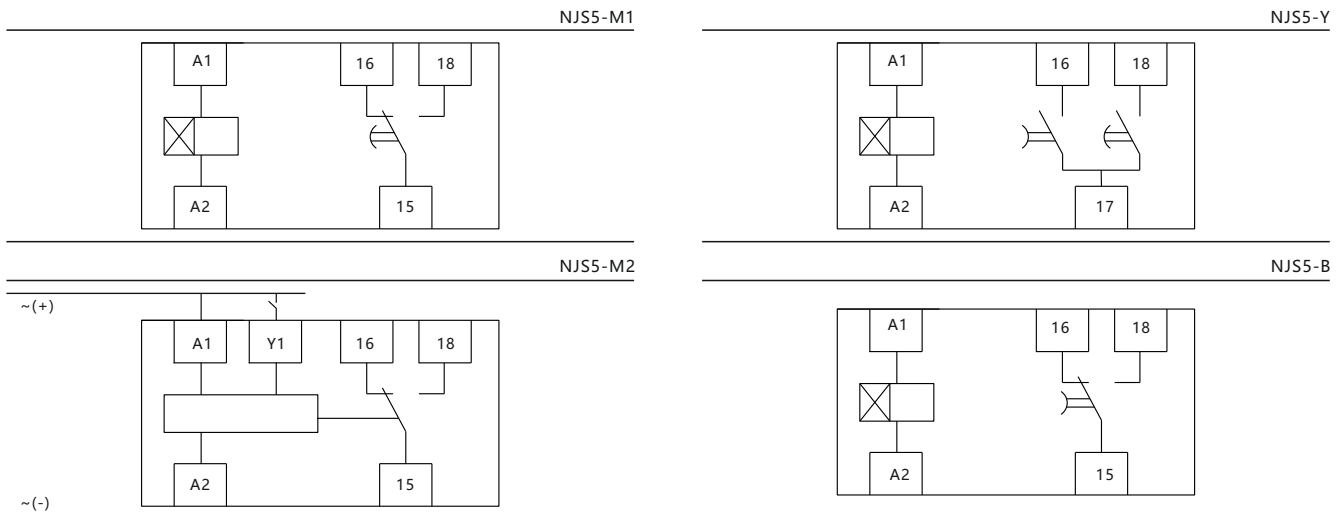 NJS5-M1
A1
16
18
A2
15
NJS5-Y
A1
16
18
A2
17
NJS5-M2
~(+)
A1
Y1
16
18
A2
15
~(-)
NJS5-B
A1
16
18
A2
15